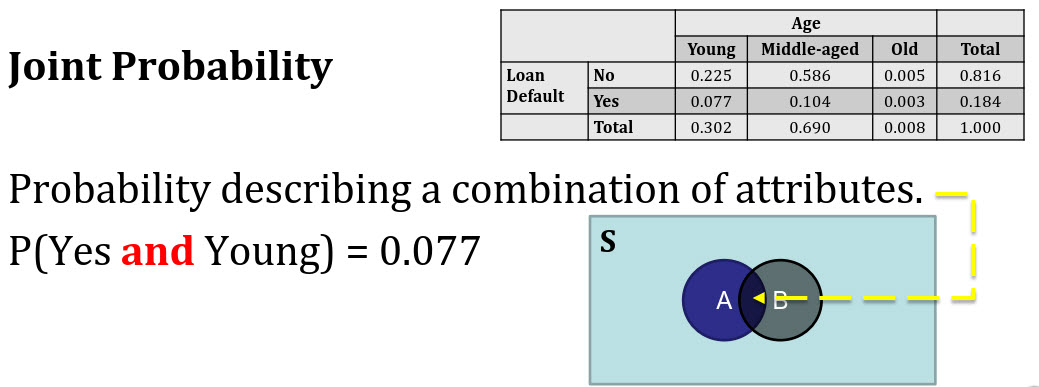 Joint Probability
Age
Young Middle-aged Old Total
Loan Default No 0.225 0.586 0.005 0.816
Yes 0.077 0.104 0.003 0.184
Total 0.302 0.690 0.008 1.000
Probability describing a combination of attributes.
P(Yes and Young) = 0.077
S
A B